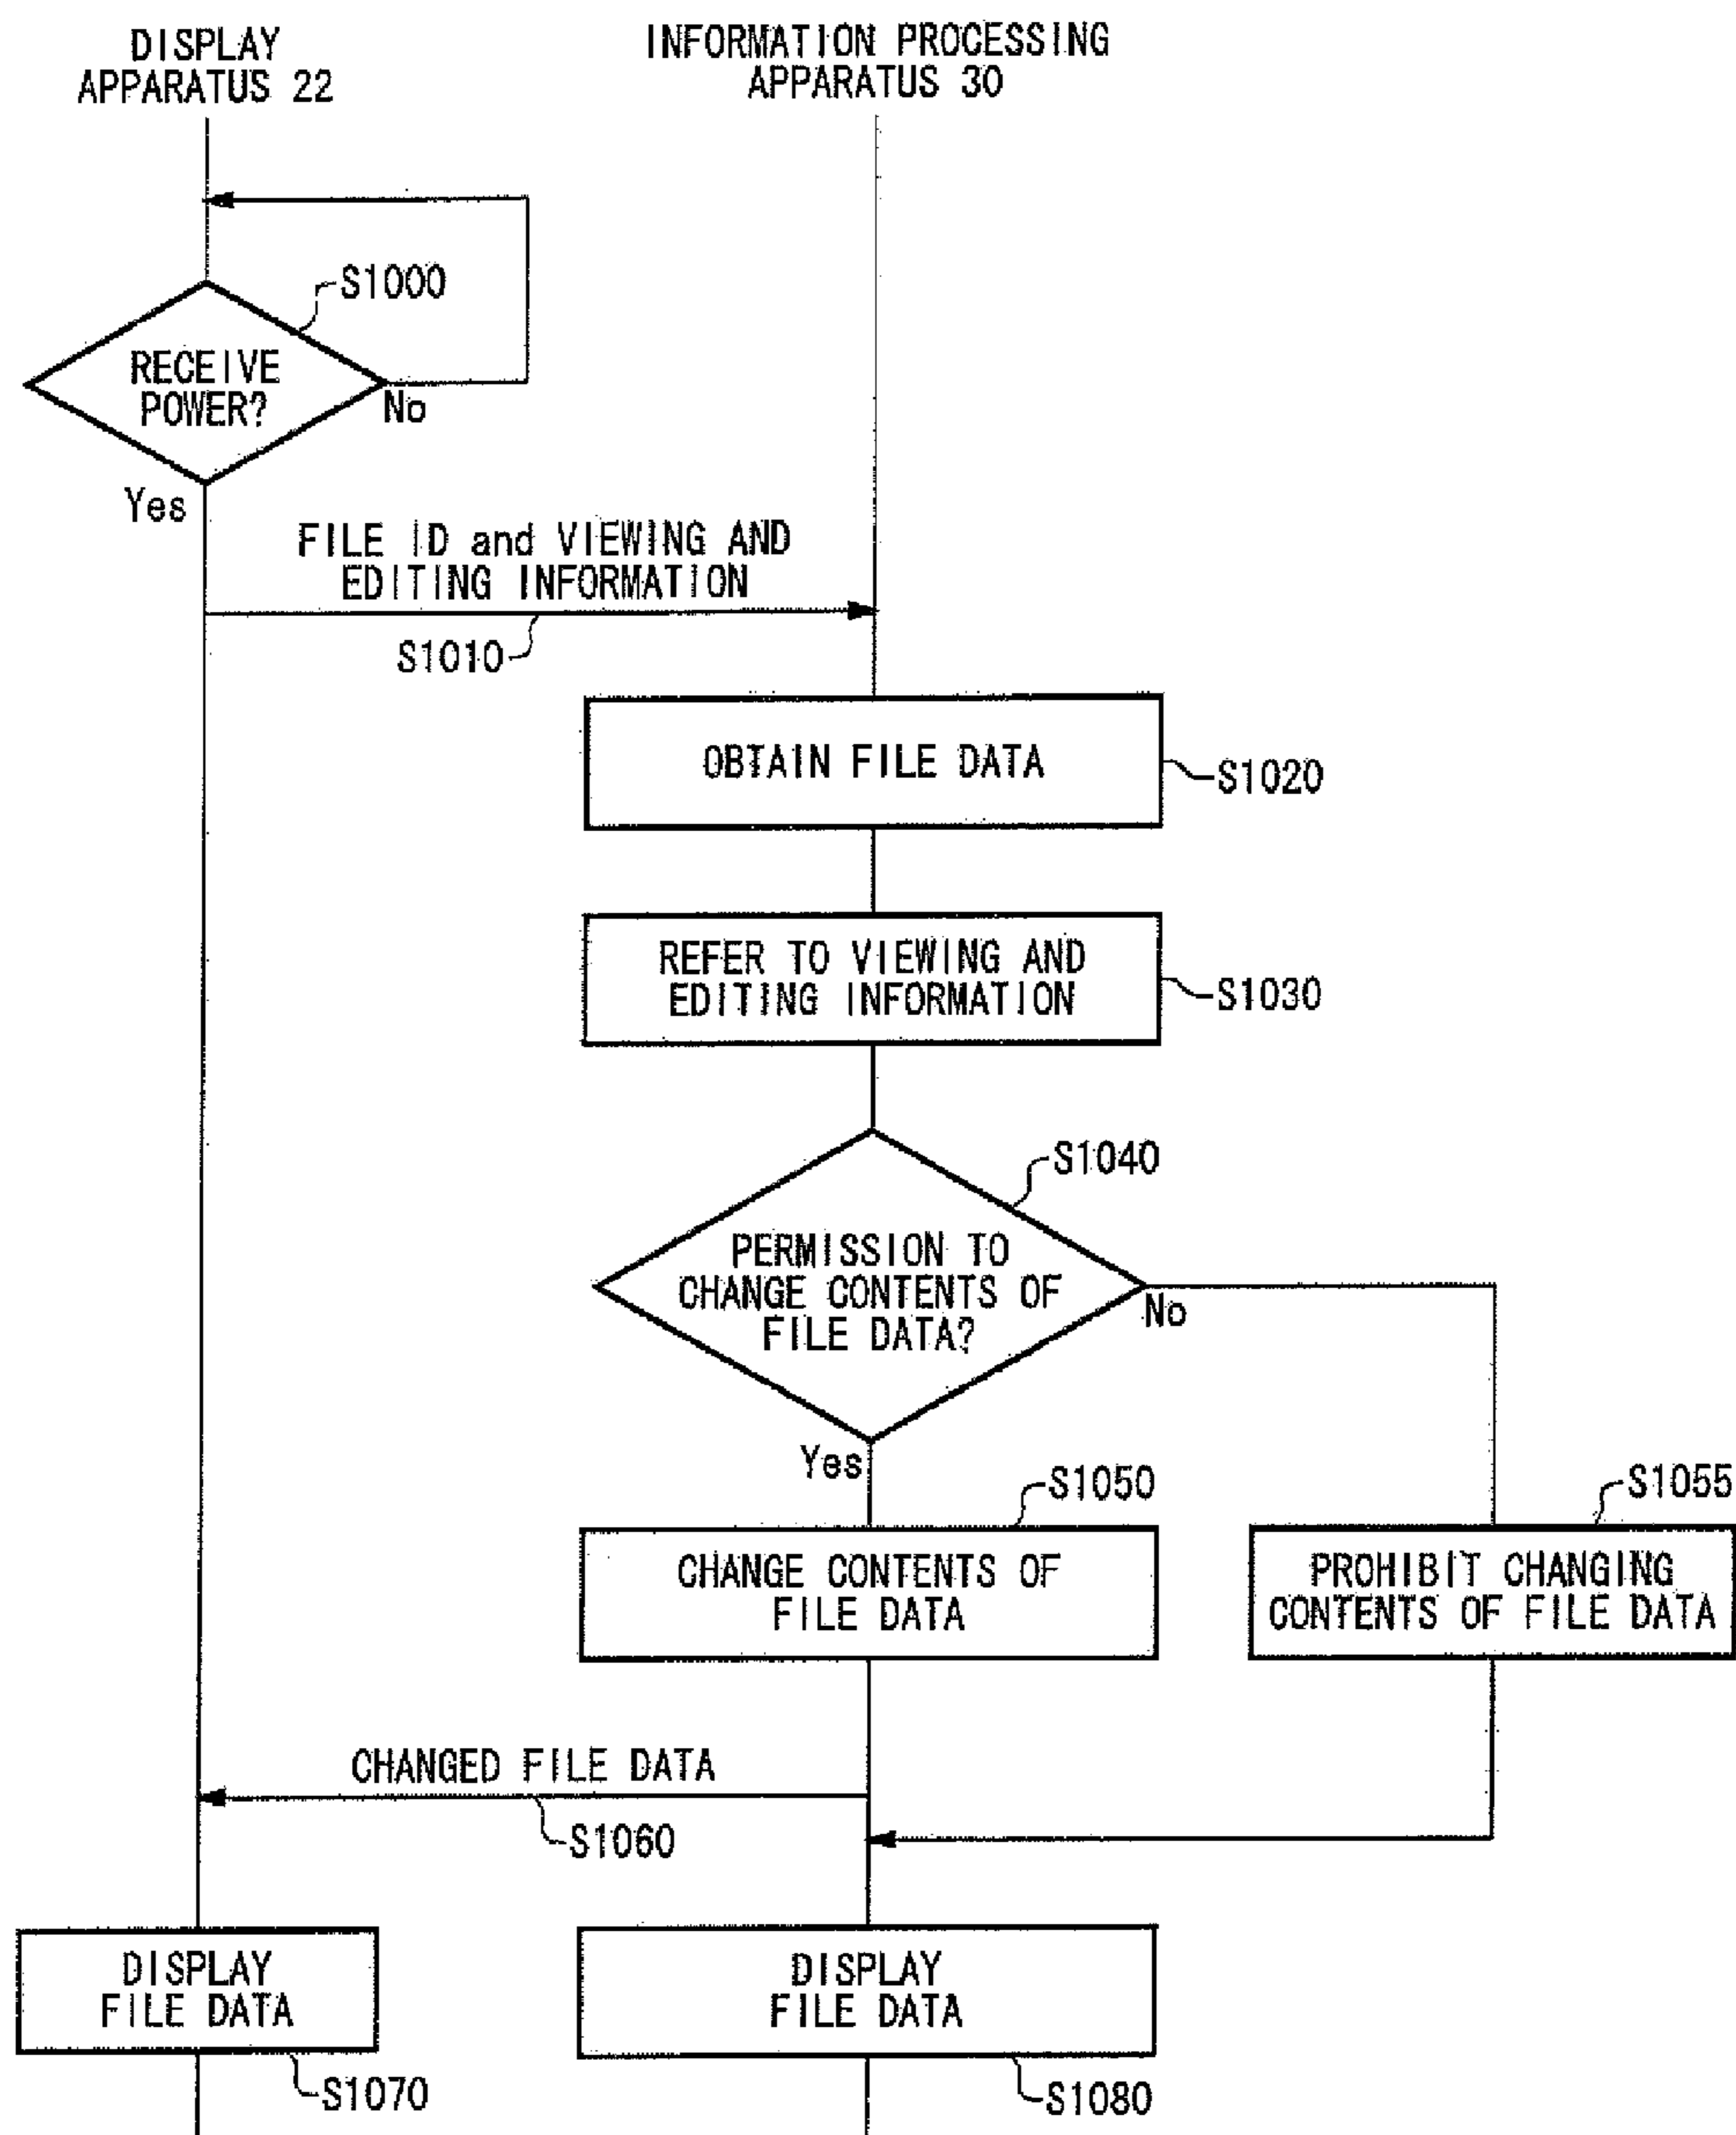 DISPLAY
APPARATUS 22
INFORMATION PROCESSING
APPARATUS 30
S1000
RECEIVE
POWER?
No
Yes
FILE ID and VIEWING AND
EDITING INFORMATION
S1010
OBTAIN FILE DATA
S1020
REFER TO VIEWING AND
EDITING INFORMATION
S1030
S1040
PERMISSION TO
CHANGE CONTENTS OF
FILE DATA?
No
Yes
S1050
S1055
CHANGE CONTENTS OF
FILE DATA
PROHIBIT CHANGING
CONTENTS OF FILE DATA
CHANGED FILE DATA
S1060
DISPLAY
FILE DATA
DISPLAY
FILE DATA
S1070
S1080